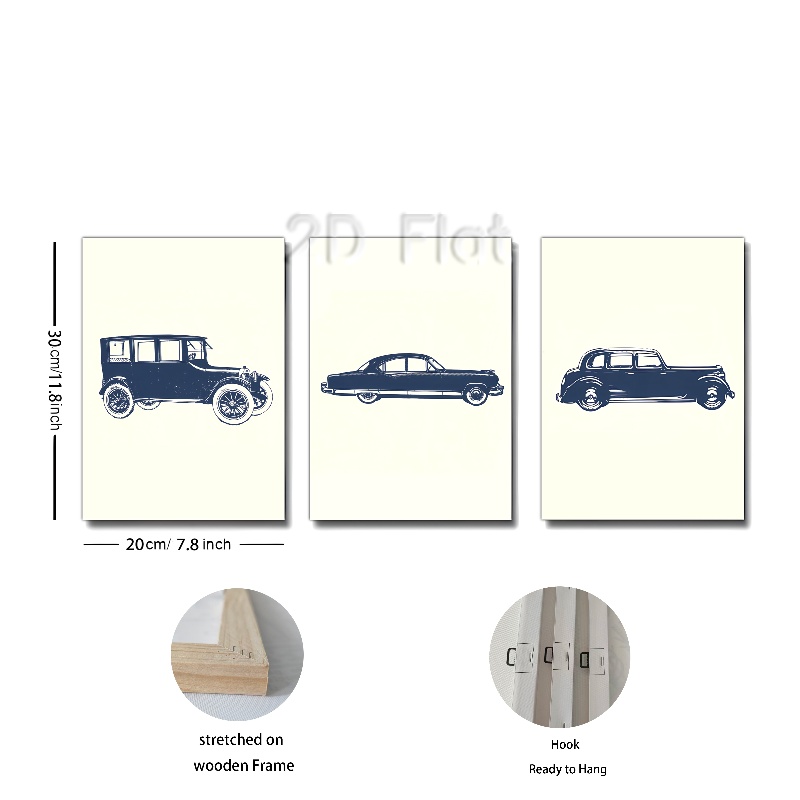 2D Flat
30cm/11.8inch
20cm/ 7.8 inch
stretched on
wooden Frame
Hook
Ready to Hang